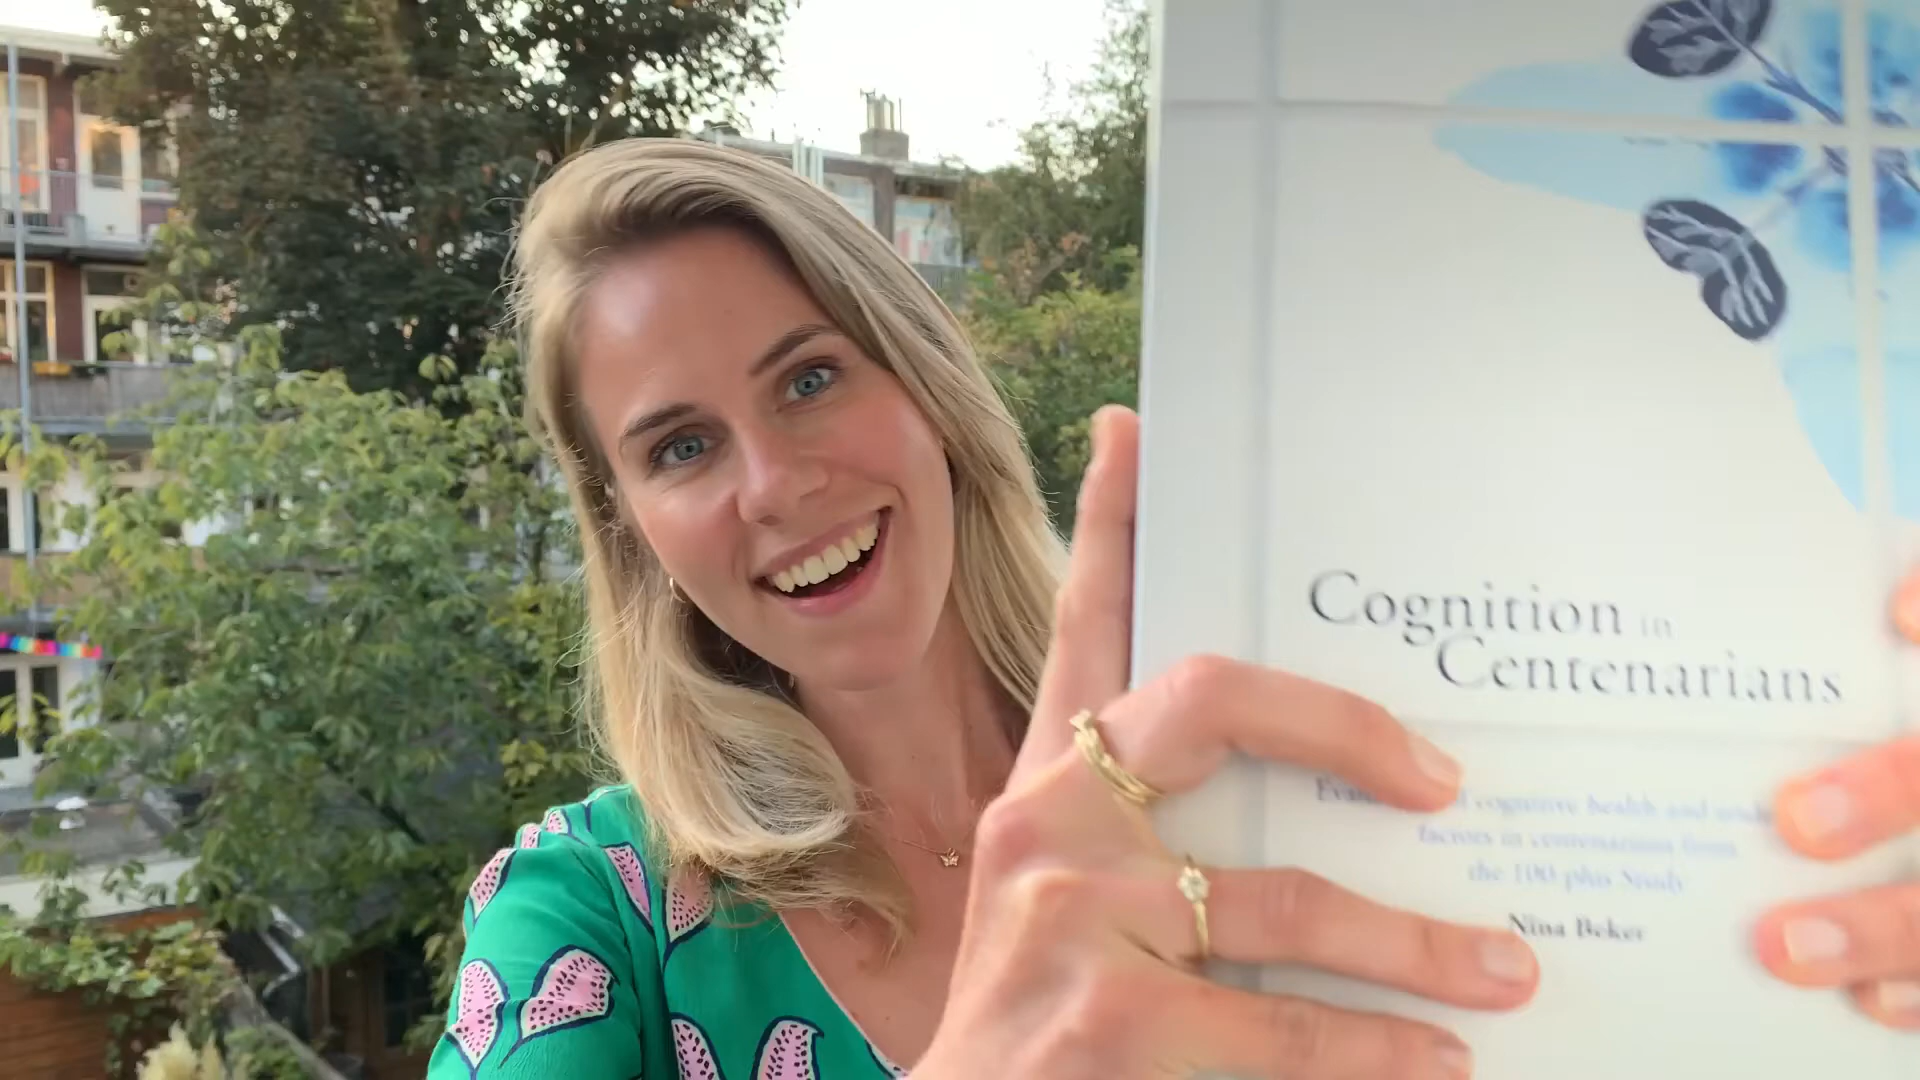 Cognition in
Centenarians
cognitive health and
factors in centenarians from
the 100-plus Study
Nina Beker